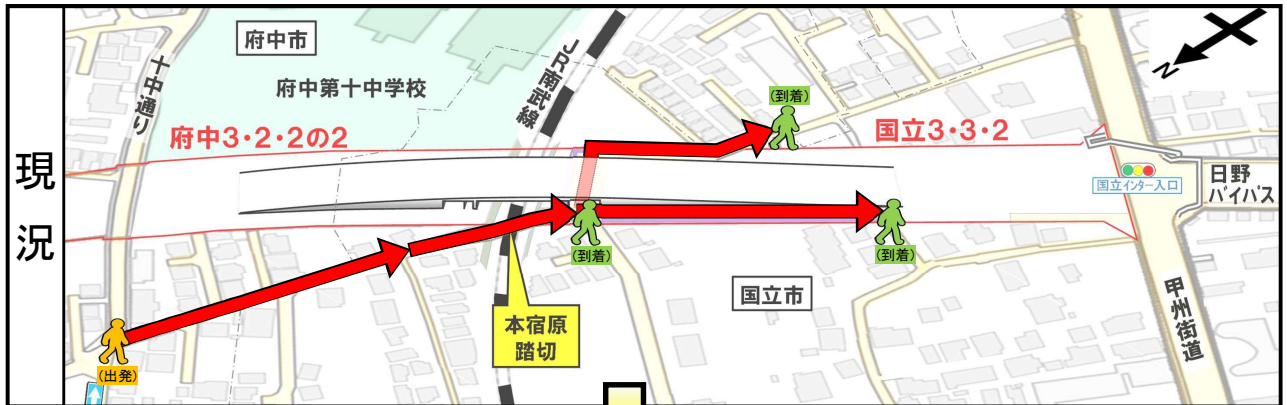 現況
府中市
十中通り
府中第十中学校
JR南武線
府中3・2・2の2
国立3・3・2
(到着)
(到着)
(到着)
(出発)
本宿原
踏切
国立市
国立インター入口
日野
バイパス
甲州街道
N